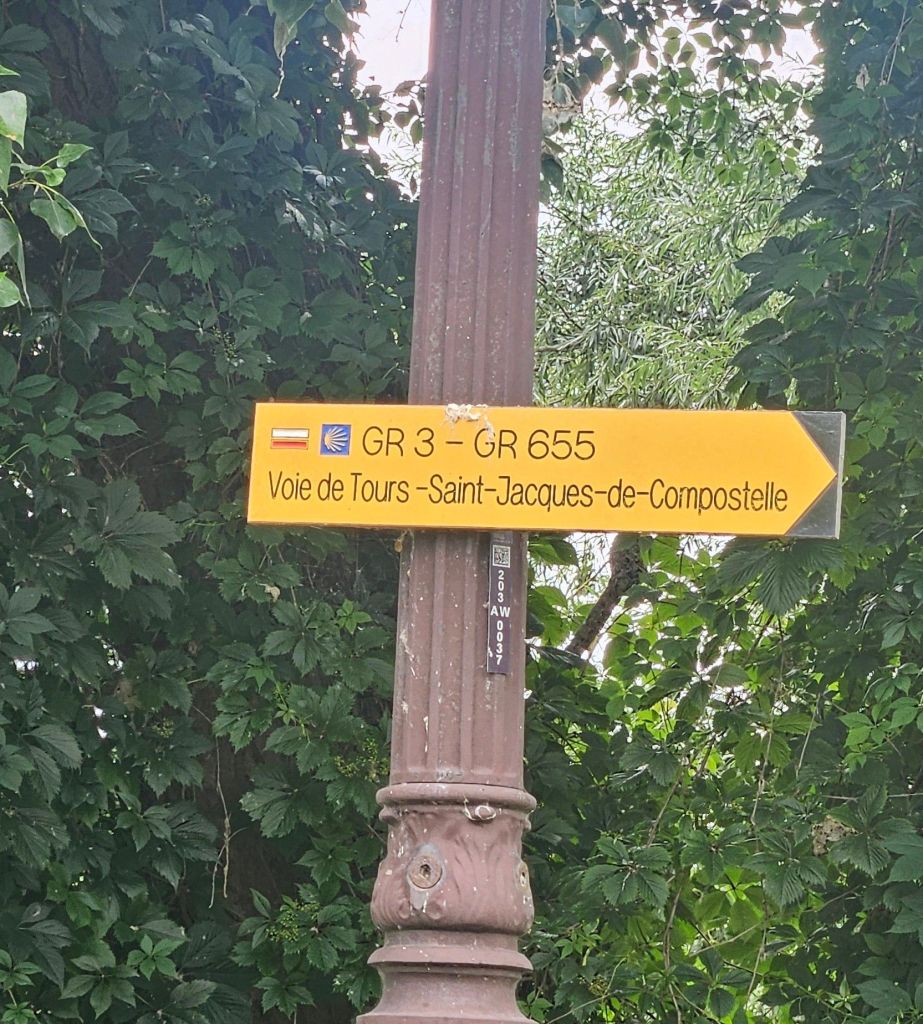 GR 3 - GR 655
Voie de Tours -Saint-Jacques-de-Compostelle
203
AW
0037